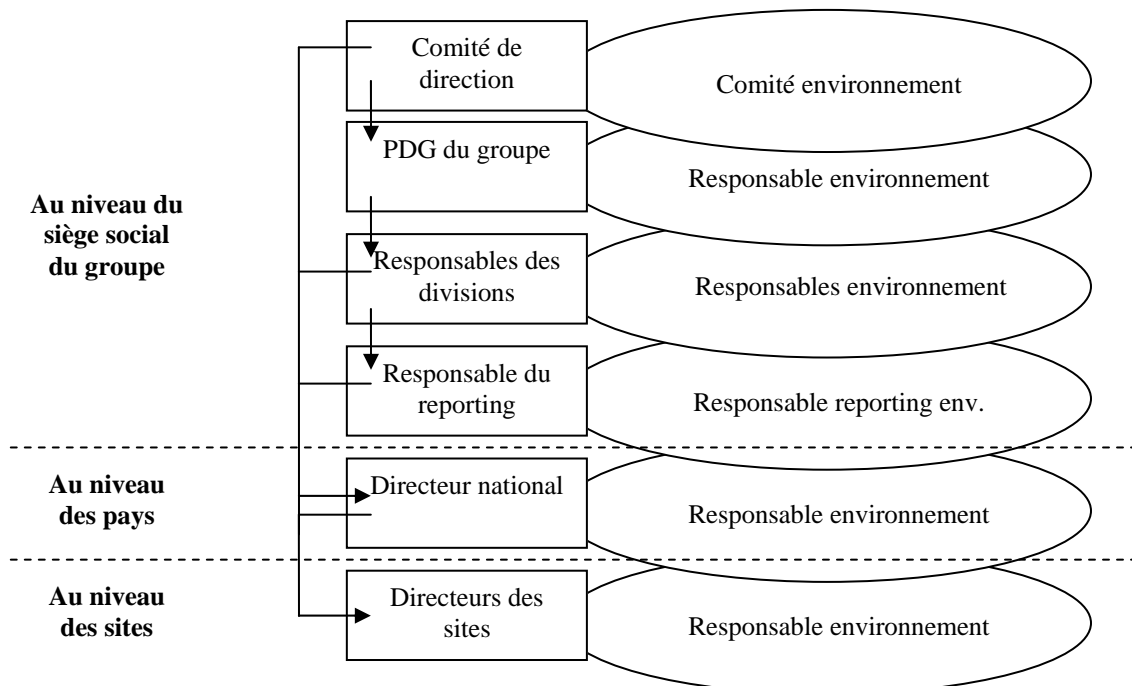 Comité de
direction
Comité environnement
PDG du groupe
Responsable environnement
Au niveau du
siège social
du groupe
Responsables des
divisions
Responsables environnement
Responsable du
reporting
Responsable reporting env.
Au niveau
des pays
Directeur national
Responsable environnement
Au niveau
des sites
Directeurs des
sites
Responsable environnement